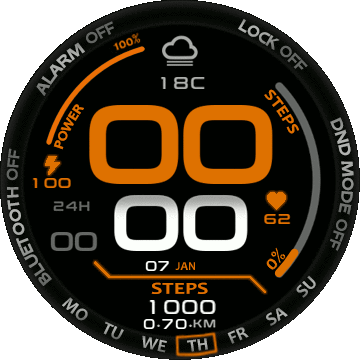 ALARM OFF
LOCK OFF
100%
18C
POWER
STEPS
00
DND MODE OFF
100
62
24H
00
00
BLUETOOTH OFF
07 JAN
0%
STEPS
1000
0.70 KM
MO TU WE TH FR SA SU